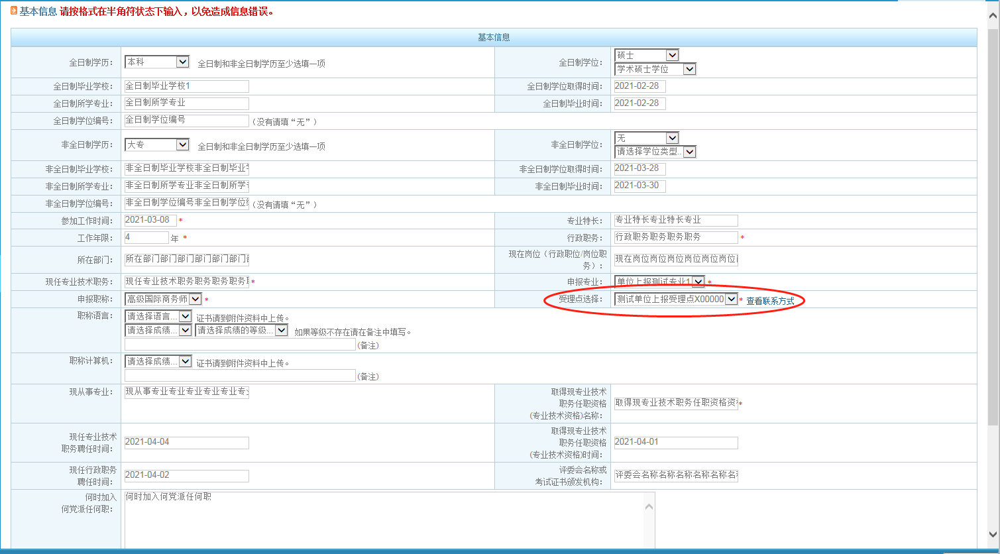 基本信息 请按格式在半角符状态下输入，以免造成信息错误。
基本信息
全日制学历： 本科 全日制和非全日制学历至少选填一项 全日制学位： 硕士
学术硕士学位
全日制毕业学校： 全日制毕业学校1 全日制学位取得时间： 2021-02-28
全日制所学专业： 全日制所学专业 全日制毕业时间： 2021-02-28
全日制学位编号： 全日制学位编号 （没有请填“无”）
非全日制学历： 大专 全日制和非全日制学历至少选填一项 非全日制学位： 无
请选择学位类型..
非全日制毕业学校： 非全日制毕业学校非全日制毕业 非全日制学位取得时间： 2021-03-28
非全日制所学专业： 非全日制所学专业非全日制所学 非全日制毕业时间： 2021-03-30
非全日制学位编号： 非全日制学位编号非全日制学位 （没有请填“无”）
参加工作时间： 2021-03-08 * 专业特长： 专业特长专业特长专业
工作年限： 4 年 * 行政职务： 行政职务职务职务职务 *
所在部门： 所在部门部门部门部门部门部门 现在岗位（行政职位/岗位职
务）： 现在岗位岗位岗位岗位岗位岗位
现任专业技术职务： 现任专业技术职务职务职务职务 * 申报专业： 单位上报测试专业1 *
申报职称： 高级国际商务师 * 受理点选择： 测试单位上报受理点X00000 * 查看联系方式
职称语言： 请选择语言... 证书请到附件资料中上传。
请选择成绩... 请选择成绩的等级... 如果等级不存在请在备注中填写。
(备注)
职称计算机： 请选择成绩... 证书请到附件资料中上传。
(备注)
现从事专业： 现从事专业专业专业专业专业专 取得现专业技术
职务任职资格
(专业技术资格)名称： 取得现专业技术职务任职资格资 *
现任专业技术
职务聘任时间： 2021-04-04 取得现专业技术
职务任职资格
(专业技术资格)时间： 2021-04-01
现任行政职务
聘任时间： 2021-04-02 评委会名称或
考试证书颁发机构： 评委会名称名称名称名称名称名
何时加入
何党派任何职： 何时加入何党派任何职